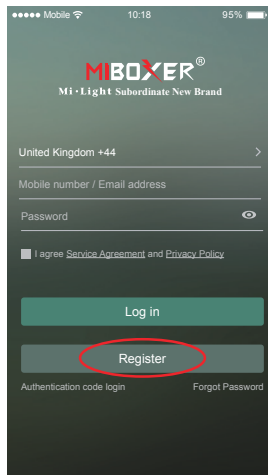 Mobile 10:18 95%
MIBOXER®
Mi•Light Subordinate New Brand
United Kingdom +44
Mobile number / Email address
Password
I agree Service Agreement and Privacy Policy
Log in
Register
Authentication code login Forgot Password